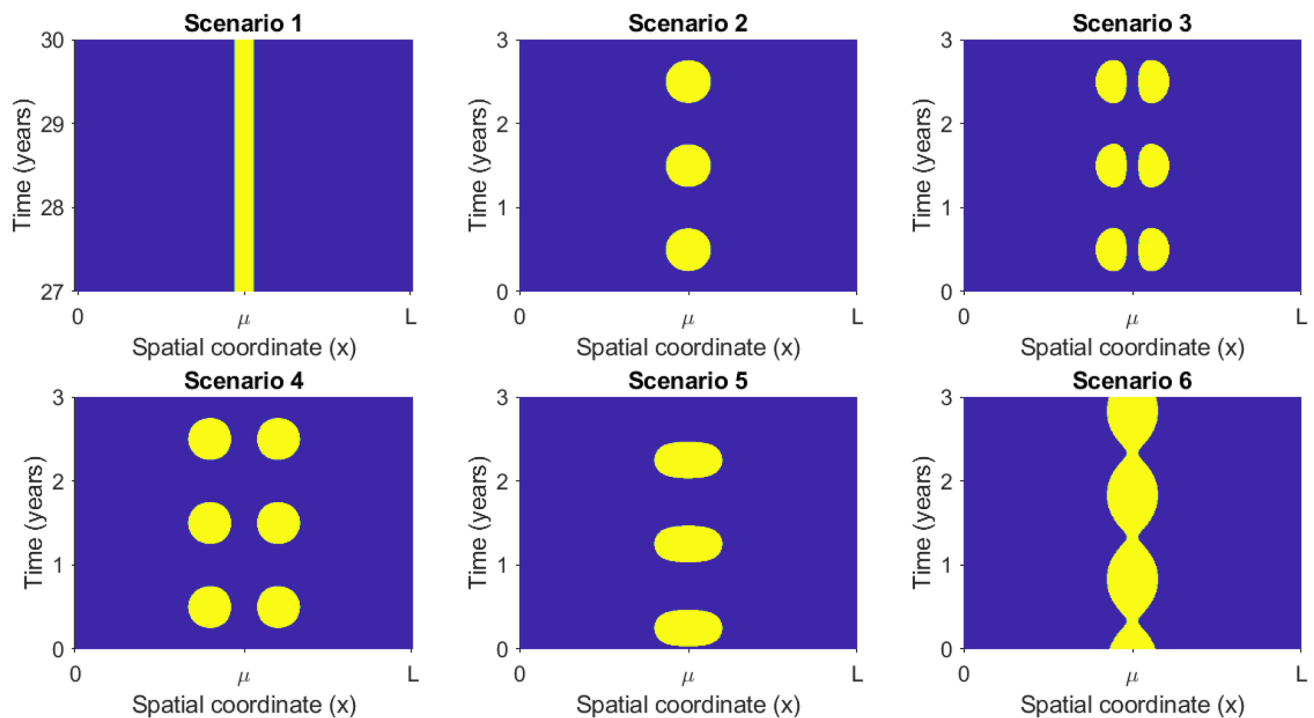 Scenario 1
30
29
28
27
Time (years)
0
μ
L
Spatial coordinate (x)
Scenario 2
3
2
1
0
Time (years)
0
μ
L
Spatial coordinate (x)
Scenario 3
3
2
1
0
Time (years)
0
μ
L
Spatial coordinate (x)
Scenario 4
3
2
1
0
Time (years)
0
μ
L
Spatial coordinate (x)
Scenario 5
3
2
1
0
Time (years)
0
μ
L
Spatial coordinate (x)
Scenario 6
3
2
1
0
Time (years)
0
μ
L
Spatial coordinate (x)